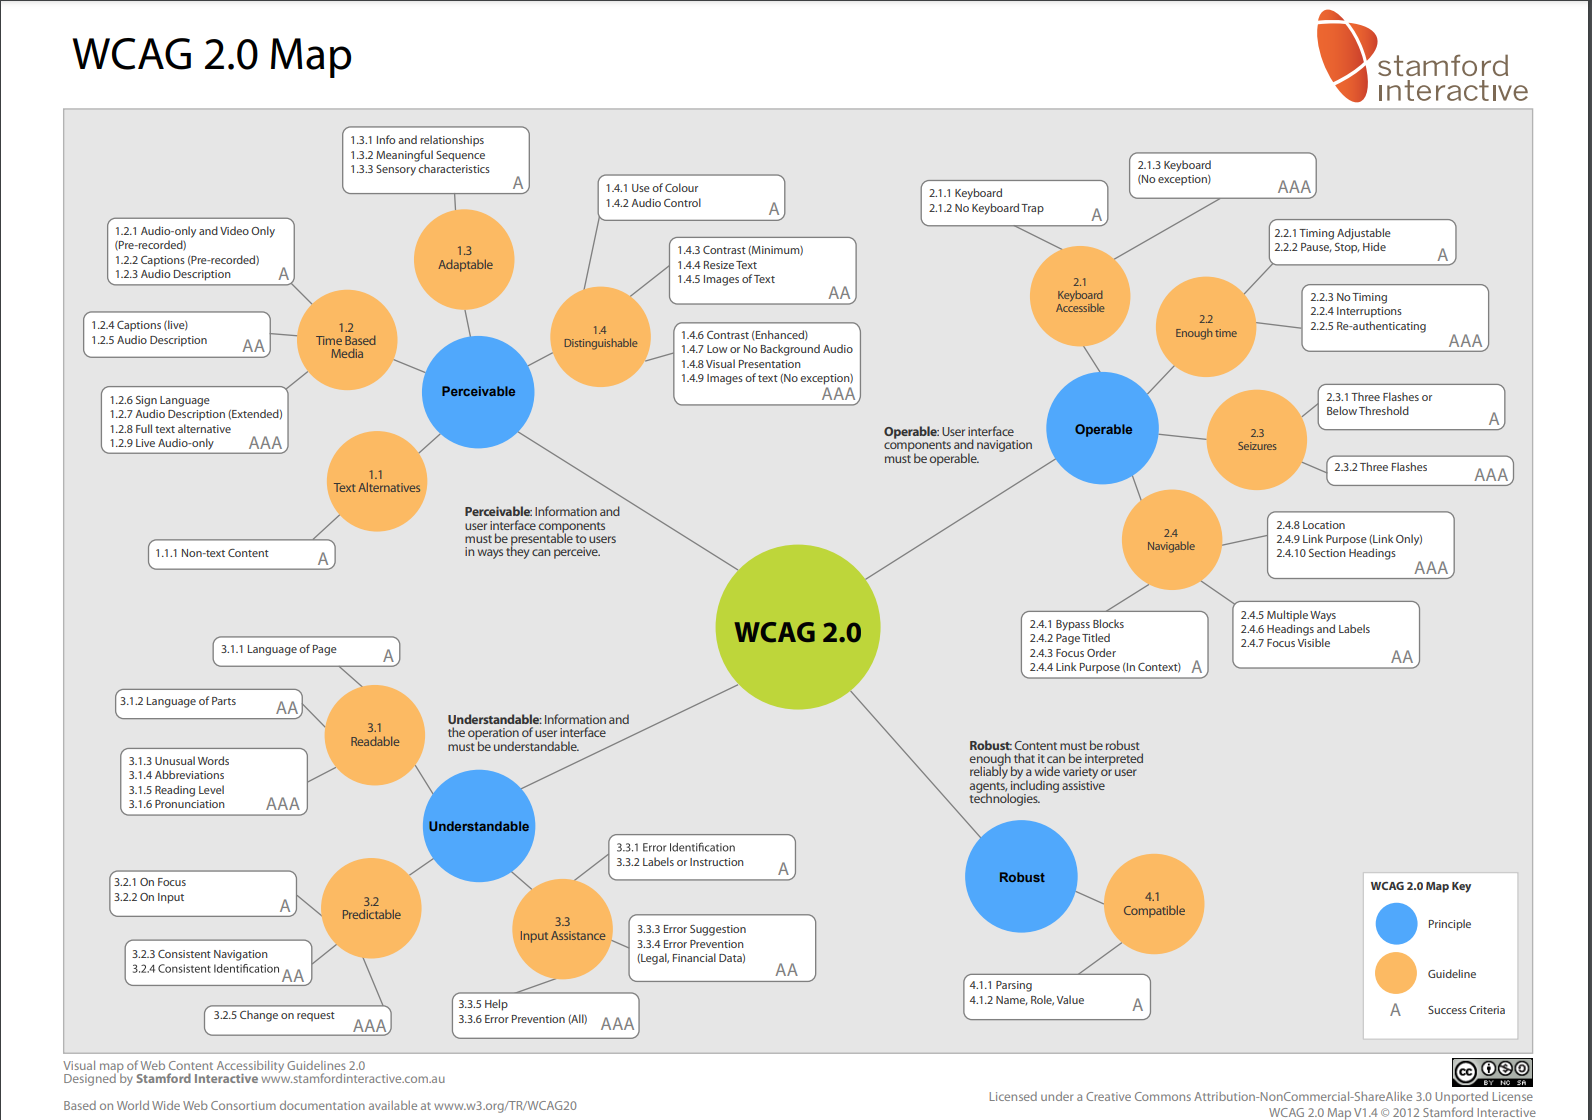 WCAG 2.0 Map
stamford
interactive
1.3.1 Info and relationships
1.3.2 Meaningful Sequence
1.3.3 Sensory characteristics
A
1.4.1 Use of Colour
1.4.2 Audio Control
A
1.2.1 Audio-only and Video Only
(Pre-recorded)
1.2.2 Captions (Pre-recorded)
1.2.3 Audio Description
A
1.3
Adaptable
1.4.3 Contrast (Minimum)
1.4.4 Resize Text
1.4.5 Images of Text
AA
1.2.4 Captions (live)
1.2.5 Audio Description
AA
1.2
Time Based
Media
1.4
Distinguishable
1.4.6 Contrast (Enhanced)
1.4.7 Low or No Background Audio
1.4.8 Visual Presentation
1.4.9 Images of text (No exception)
AAA
1.2.6 Sign Language
1.2.7 Audio Description (Extended)
1.2.8 Full text alternative
1.2.9 Live Audio-only
AAA
Perceivable
1.1
Text Alternatives
1.1.1 Non-text Content
A
Perceivable: Information and
user interface components
must be presentable to users
in ways they can perceive.
2.1.1 Keyboard
2.1.2 No Keyboard Trap
A
2.1.3 Keyboard
(No exception)
AAA
2.2.1 Timing Adjustable
2.2.2 Pause, Stop, Hide
A
2.1
Keyboard
Accessible
2.2
Enough time
2.2.3 No Timing
2.2.4 Interruptions
2.2.5 Re-authenticating
AAA
Operable: User interface
components and navigation
must be operable.
Operable
2.3
Seizures
2.3.1 Three Flashes or
Below Threshold
A
2.3.2 Three Flashes
AAA
2.4
Navigable
2.4.8 Location
2.4.9 Link Purpose (Link Only)
2.4.10 Section Headings
AAA
2.4.1 Bypass Blocks
2.4.2 Page Titled
2.4.3 Focus Order
2.4.4 Link Purpose (In Context)
A
2.4.5 Multiple Ways
2.4.6 Headings and Labels
2.4.7 Focus Visible
AA
WCAG 2.0
3.1.1 Language of Page
A
3.1.2 Language of Parts
AA
3.1
Readable
3.1.3 Unusual Words
3.1.4 Abbreviations
3.1.5 Reading Level
3.1.6 Pronunciation
AAA
Understandable: Information and
the operation of user interface
must be understandable.
Understandable
3.2.1 On Focus
3.2.2 On Input
A
3.2
Predictable
3.2.3 Consistent Navigation
3.2.4 Consistent Identification
AA
3.2.5 Change on request
AAA
3.3.1 Error Identification
3.3.2 Labels or Instruction
A
3.3
Input Assistance
3.3.3 Error Suggestion
3.3.4 Error Prevention
(Legal, Financial Data)
AA
3.3.5 Help
3.3.6 Error Prevention (All)
AAA
Robust: Content must be robust
enough that it can be interpreted
reliably by a wide variety or user
agents, including assistive
technologies.
Robust
4.1
Compatible
4.1.1 Parsing
4.1.2 Name, Role, Value
A
WCAG 2.0 Map Key
Principle
Guideline
A
Success Criteria
Visual map of Web Content Accessibility Guidelines 2.0
Designed by Stamford Interactive www.stamfordinteractive.com.au
Based on World Wide Web Consortium documentation available at www.w3.org/TR/WCAG20
cc
BY NC SA
Licensed under a Creative Commons Attribution-NonCommercial-ShareAlike 3.0 Unported License
WCAG 2.0 Map V1.4 © 2012 Stamford Interactive